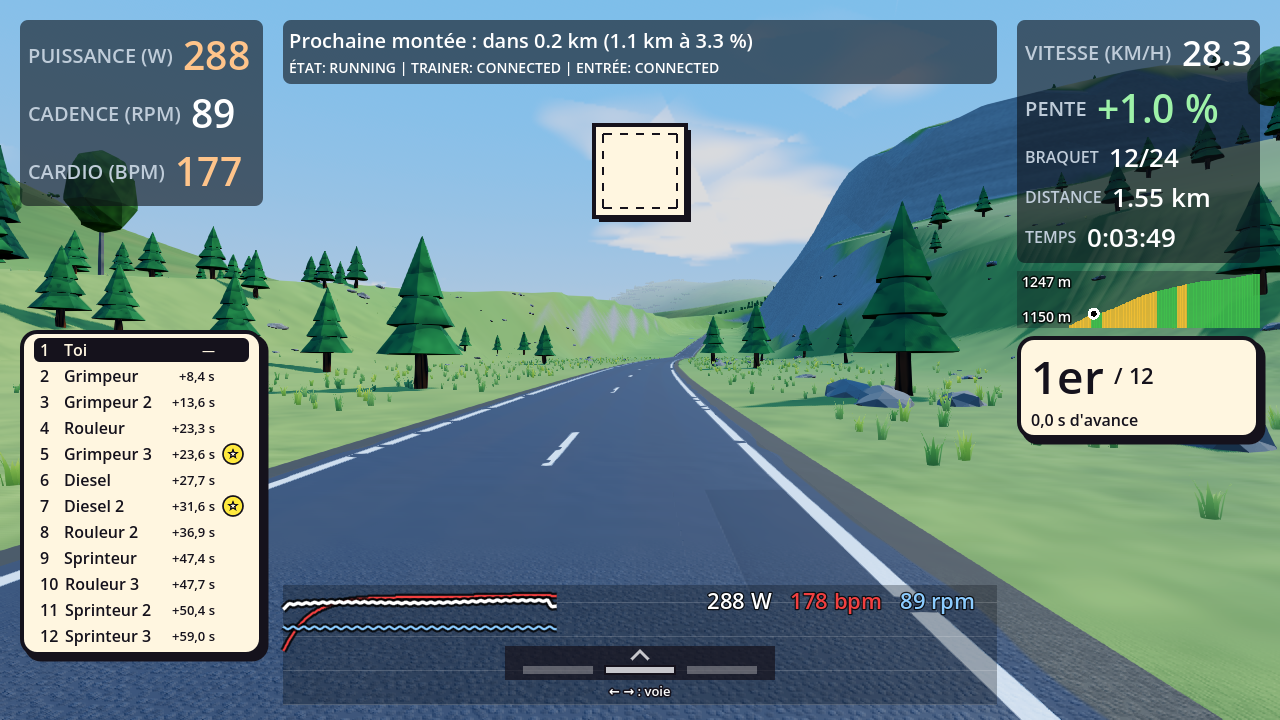 PUISSANCE (W) 288
CADENCE (RPM) 89
CARDIO (BPM) 177
Prochaine montée : dans 0.2 km (1.1 km à 3.3 %)
ÉTAT: RUNNING | TRAINER: CONNECTED | ENTRÉE: CONNECTED
VITESSE (KM/H) 28.3
PENTE +1.0 %
BRAQUET 12/24
DISTANCE 1.55 km
TEMPS 0:03:49
1247 m
1150 m
1er / 12
0,0 s d'avance
1 Toi —
2 Grimpeur +8,4 s
3 Grimpeur 2 +13,6 s
4 Rouleur +23,3 s
5 Grimpeur 3 +23,6 s
6 Diesel +27,7 s
7 Diesel 2 +31,6 s
8 Rouleur 2 +36,9 s
9 Sprinteur +47,4 s
10 Rouleur 3 +47,7 s
11 Sprinteur 2 +50,4 s
12 Sprinteur 3 +59,0 s
288 W 178 bpm 89 rpm
← → : voie